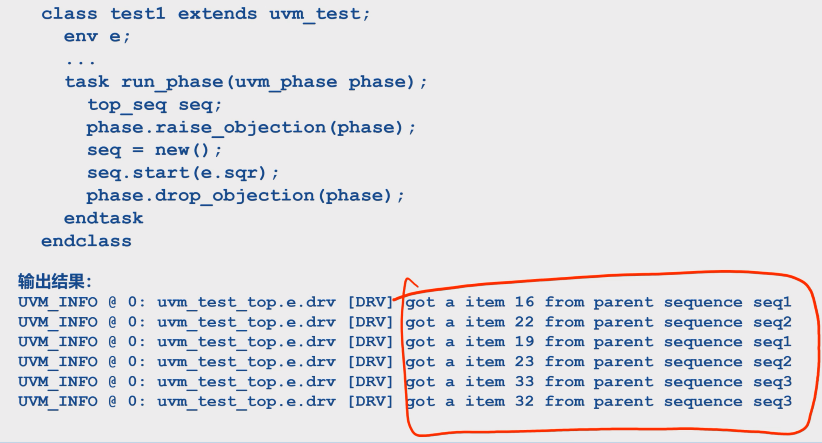 class test1 extends uvm_test;
env e;
...
task run_phase(uvm_phase phase);
top_seq seq;
phase.raise_objection(phase);
seq = new();
seq.start(e.sqr);
phase.drop_objection(phase);
endtask
endclass
输出结果:
UVM_INFO @ 0: uvm_test_top.e.drv [DRV] got a item 16 from parent sequence seq1
UVM_INFO @ 0: uvm_test_top.e.drv [DRV] got a item 22 from parent sequence seq2
UVM_INFO @ 0: uvm_test_top.e.drv [DRV] got a item 19 from parent sequence seq1
UVM_INFO @ 0: uvm_test_top.e.drv [DRV] got a item 23 from parent sequence seq2
UVM_INFO @ 0: uvm_test_top.e.drv [DRV] got a item 33 from parent sequence seq3
UVM_INFO @ 0: uvm_test_top.e.drv [DRV] got a item 32 from parent sequence seq3